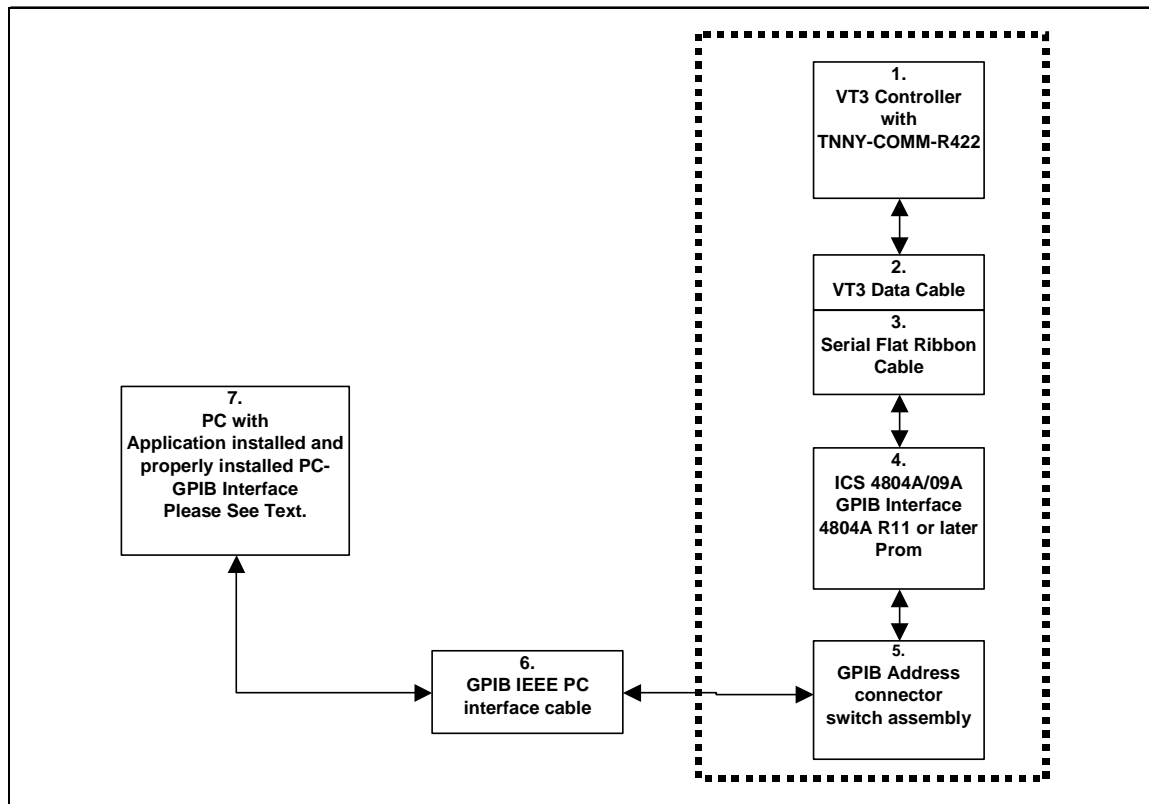 1.
VT3 Controller
with
TNNY-COMM-R422
2.
VT3 Data Cable
3.
Serial Flat Ribbon
Cable
4.
ICS 4804A/09A
GPIB Interface
4804A R11 or later
Prom
5.
GPIB Address
connector
switch assembly
6.
GPIB IEEE PC
interface cable
7.
PC with
Application installed and
properly installed PC-
GPIB Interface
Please See Text.